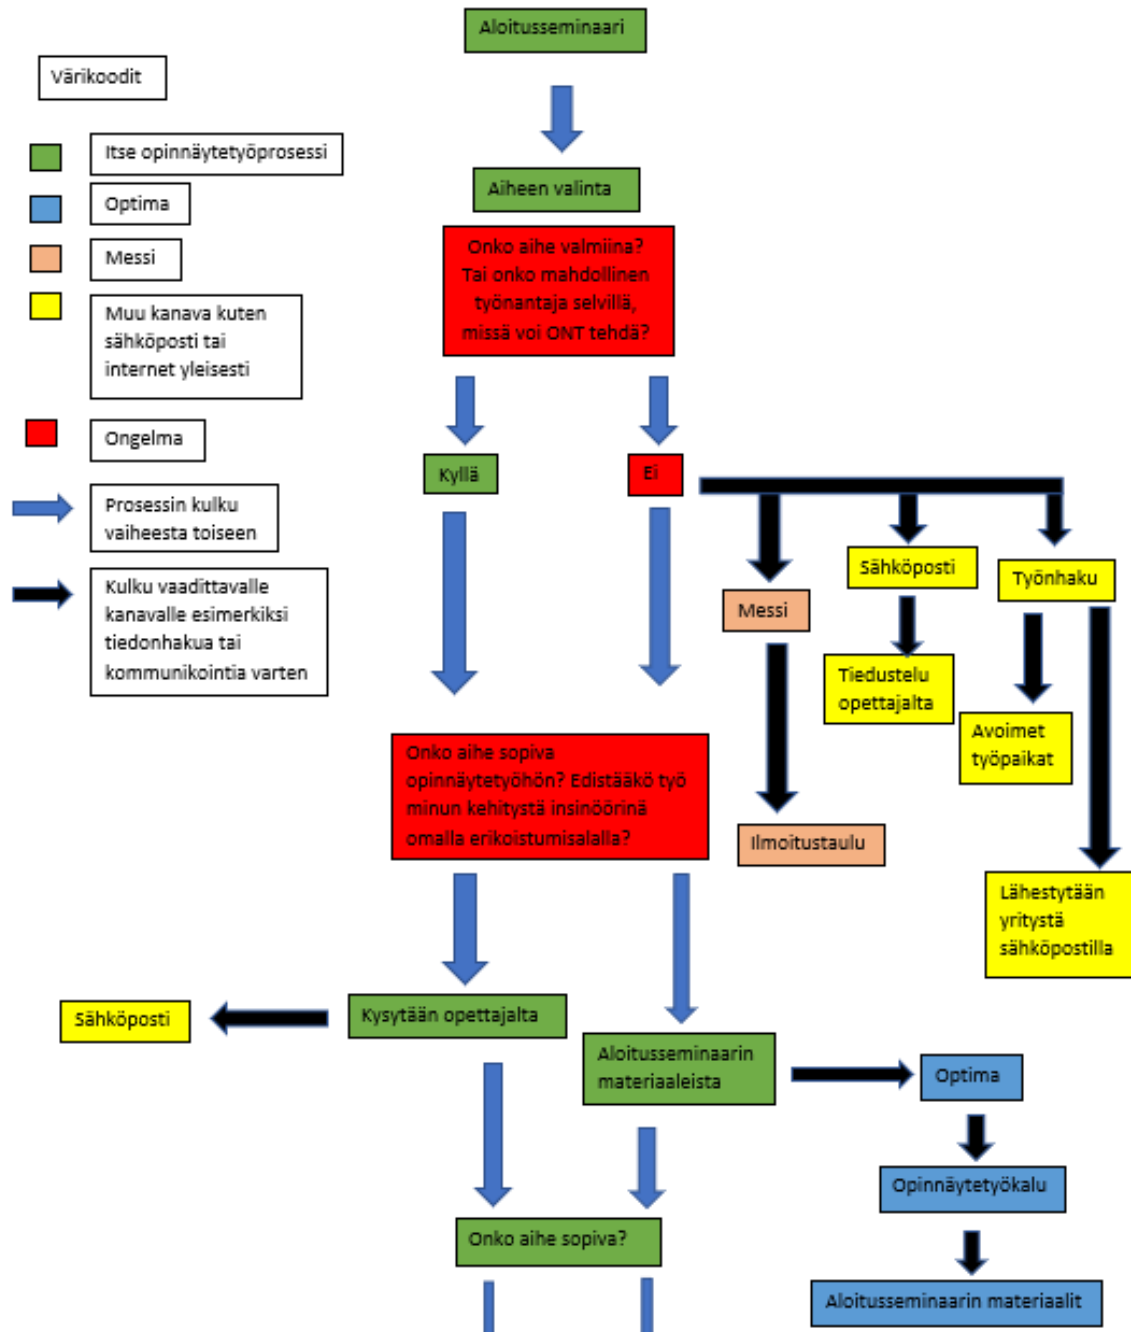 Aloitusseminaari
Värikoodit
Itse opinnäytetyöprosessi
Optima
Messi
Muu kanava kuten
sähköposti tai
internet yleisesti
Ongelma
Prosessin kulku
vaiheesta toiseen
Kulku vaadittavalle
kanavalle esimerkiksi
tiedonhakua tai
kommunikointia varten
Aiheen valinta
Onko aihe valmiina?
Tai onko mahdollinen
työnantaja selvillä,
missä voi ONT tehdä?
Kyllä
Ei
Messi
Sähköposti
Työnhaku
Tiedustelu
opettajalta
Avoimet
työpaikat
Ilmoitustaulu
Lähestytään
yritystä
sähköpostilla
Onko aihe sopiva
opinnäytetyöhön? Edistääkö työ
minun kehitystä insinöörinä
omalla erikoistumisalalla?
Sähköposti
Kysytään opettajalta
Aloitusseminaarin
materiaaleista
Optima
Opinnäytetyökalu
Aloitusseminaarin materiaalit
Onko aihe sopiva?